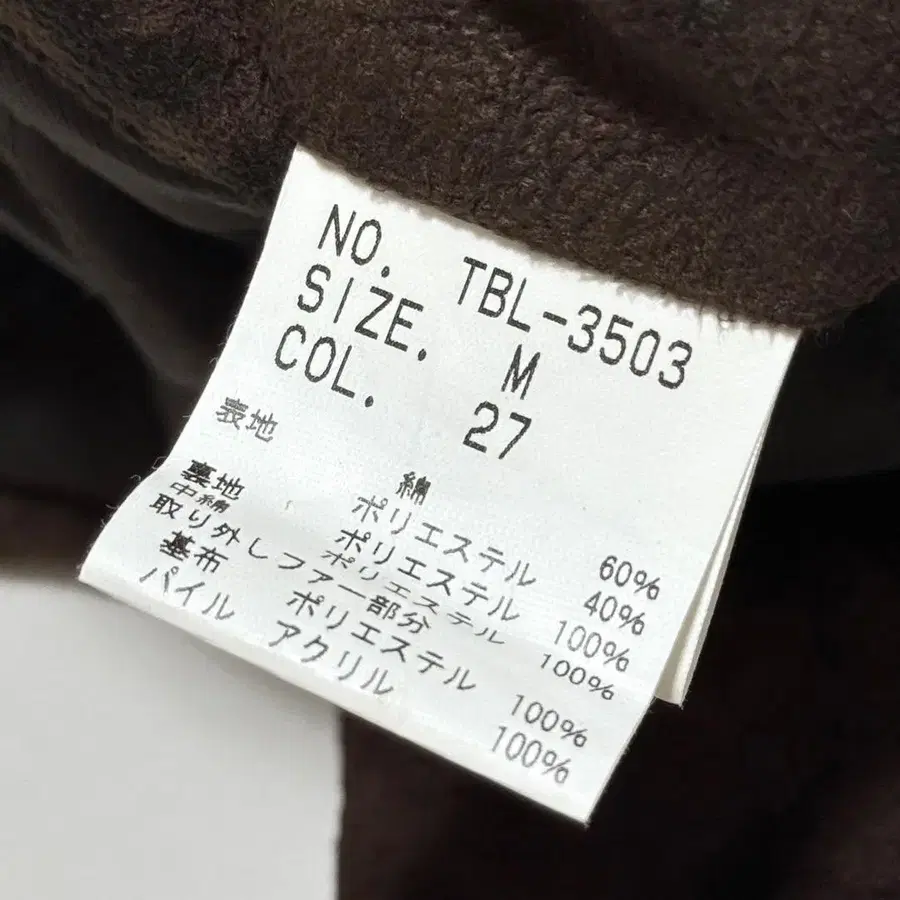 NO. TBL-3503
SIZE. M
COL. 27
表地 綿 60%
ポリエステル 40%
裏地 ポリエステル 100%
中綿 ポリエステル 100%
取り外しファー部分
基布 ポリエステル 100%
パイル アクリル 100%